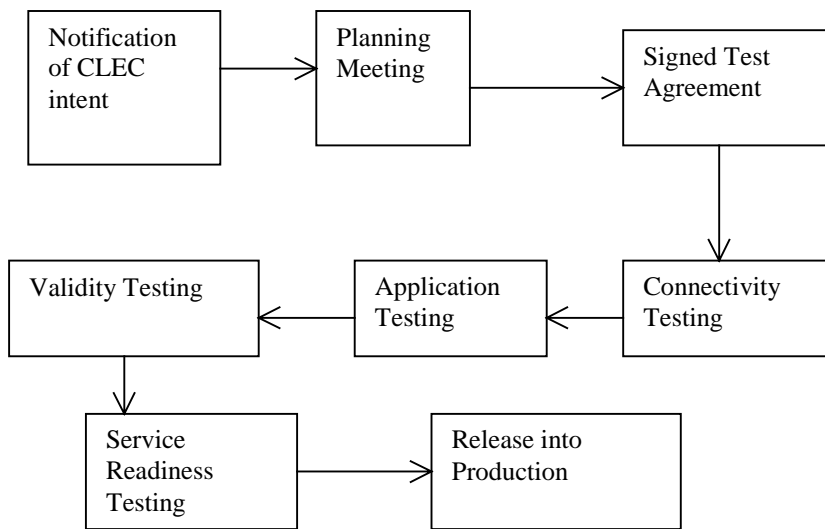 Notification
of CLEC
intent
Planning
Meeting
Signed Test
Agreement
Connectivity
Testing
Application
Testing
Validity Testing
Service
Readiness
Testing
Release into
Production